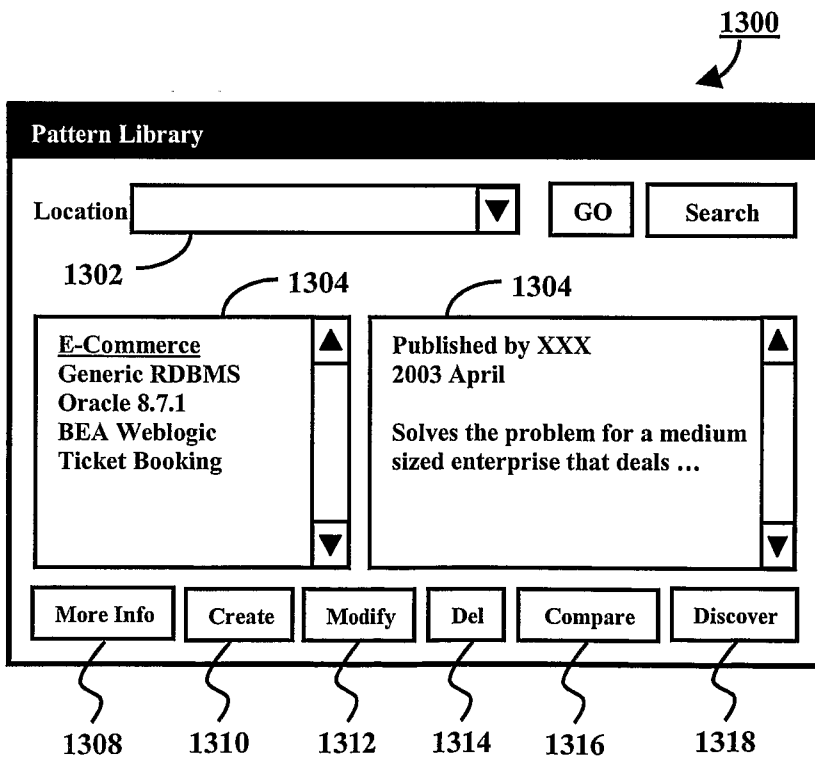 1300
Pattern Library
Location
GO
Search
1302
1304
1304
E-Commerce
Generic RDBMS
Oracle 8.7.1
BEA Weblogic
Ticket Booking
Published by XXX
2003 April
Solves the problem for a medium
sized enterprise that deals ...
More Info
Create
Modify
Del
Compare
Discover
1308
1310
1312
1314
1316
1318